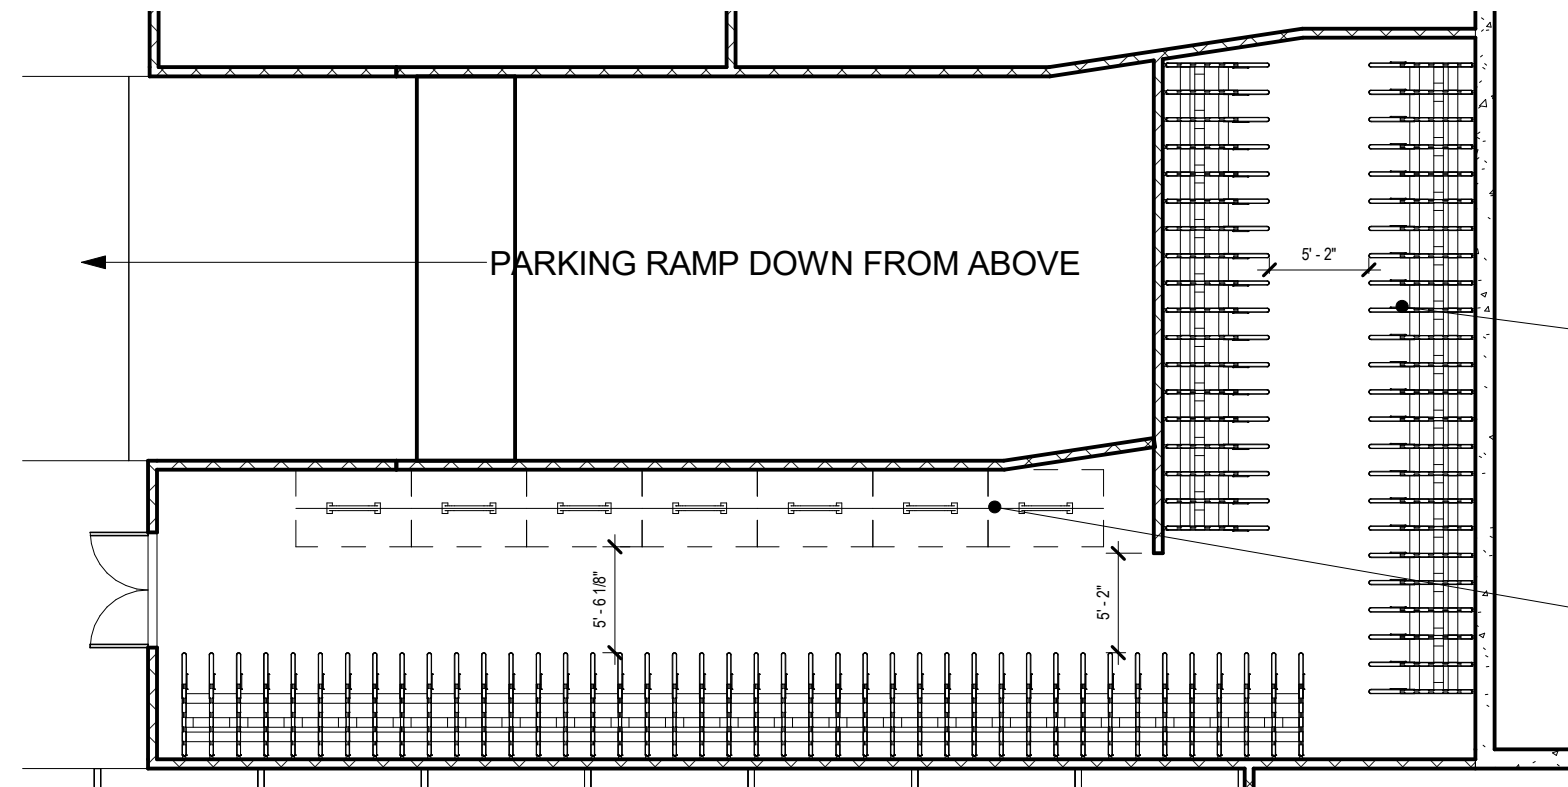 PARKING RAMP DOWN FROM ABOVE
5' - 2"
5' - 6 1/8"
5' - 2"